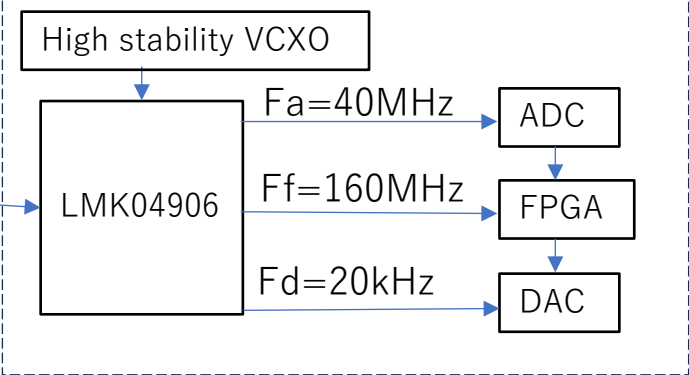 High stability VCXO
Fa=40MHz
ADC
LMK04906
Ff=160MHz
FPGA
Fd=20kHz
DAC